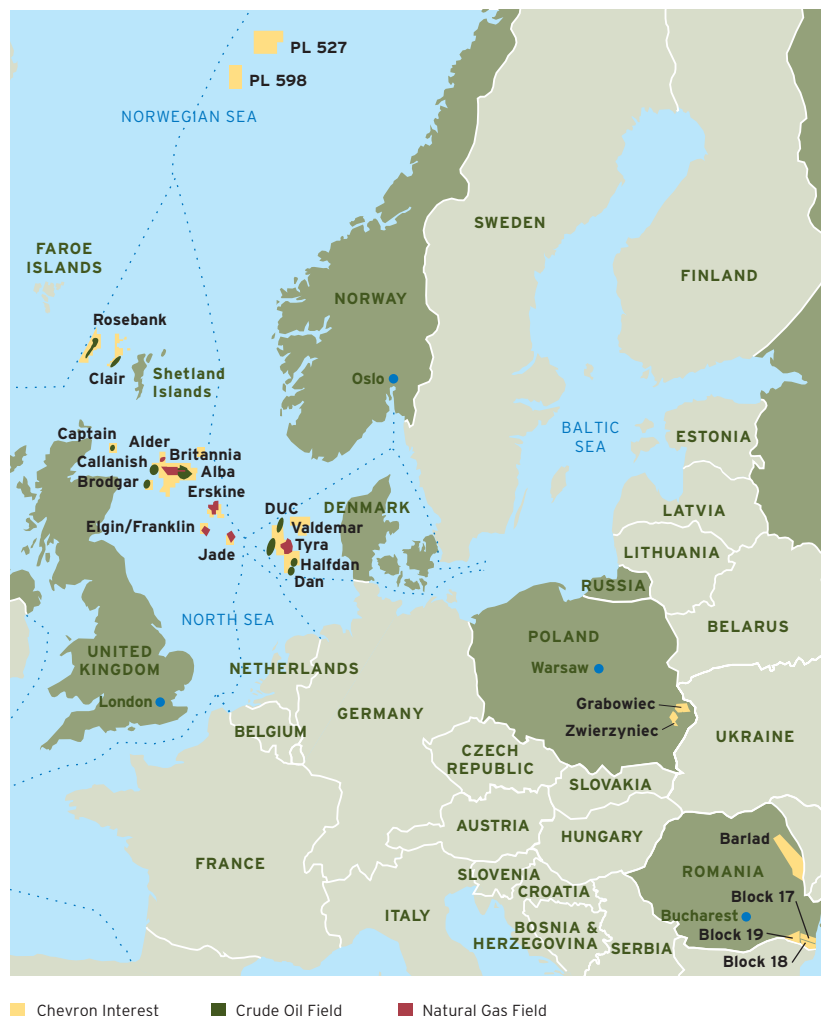 PL 527
PL 598
NORWEGIAN SEA
SWEDEN
FAROE
ISLANDS
FINLAND
NORWAY
Rosebank
Clair
Shetland
Islands
Oslo
Captain
Alder
Britannia
Callanish
Alba
Brodgar
Erskine
BALTIC
SEA
ESTONIA
DUC
DENMARK
LATVIA
Elgin/Franklin
Valdemar
Tyra
Jade
Halfdan
Dan
LITHUANIA
RUSSIA
NORTH SEA
BELARUS
POLAND
UNITED
KINGDOM
NETHERLANDS
Warsaw
London
Grabowiec
GERMANY
Zwierzyniec
BELGIUM
UKRAINE
CZECH
REPUBLIC
SLOVAKIA
AUSTRIA
HUNGARY
Barlad
FRANCE
SLOVENIA
ROMANIA
CROATIA
Block 17
ITALY
Bucharest
BOSNIA &
HERZEGOVINA
Block 19
SERBIA
Block 18
Chevron Interest
Crude Oil Field
Natural Gas Field